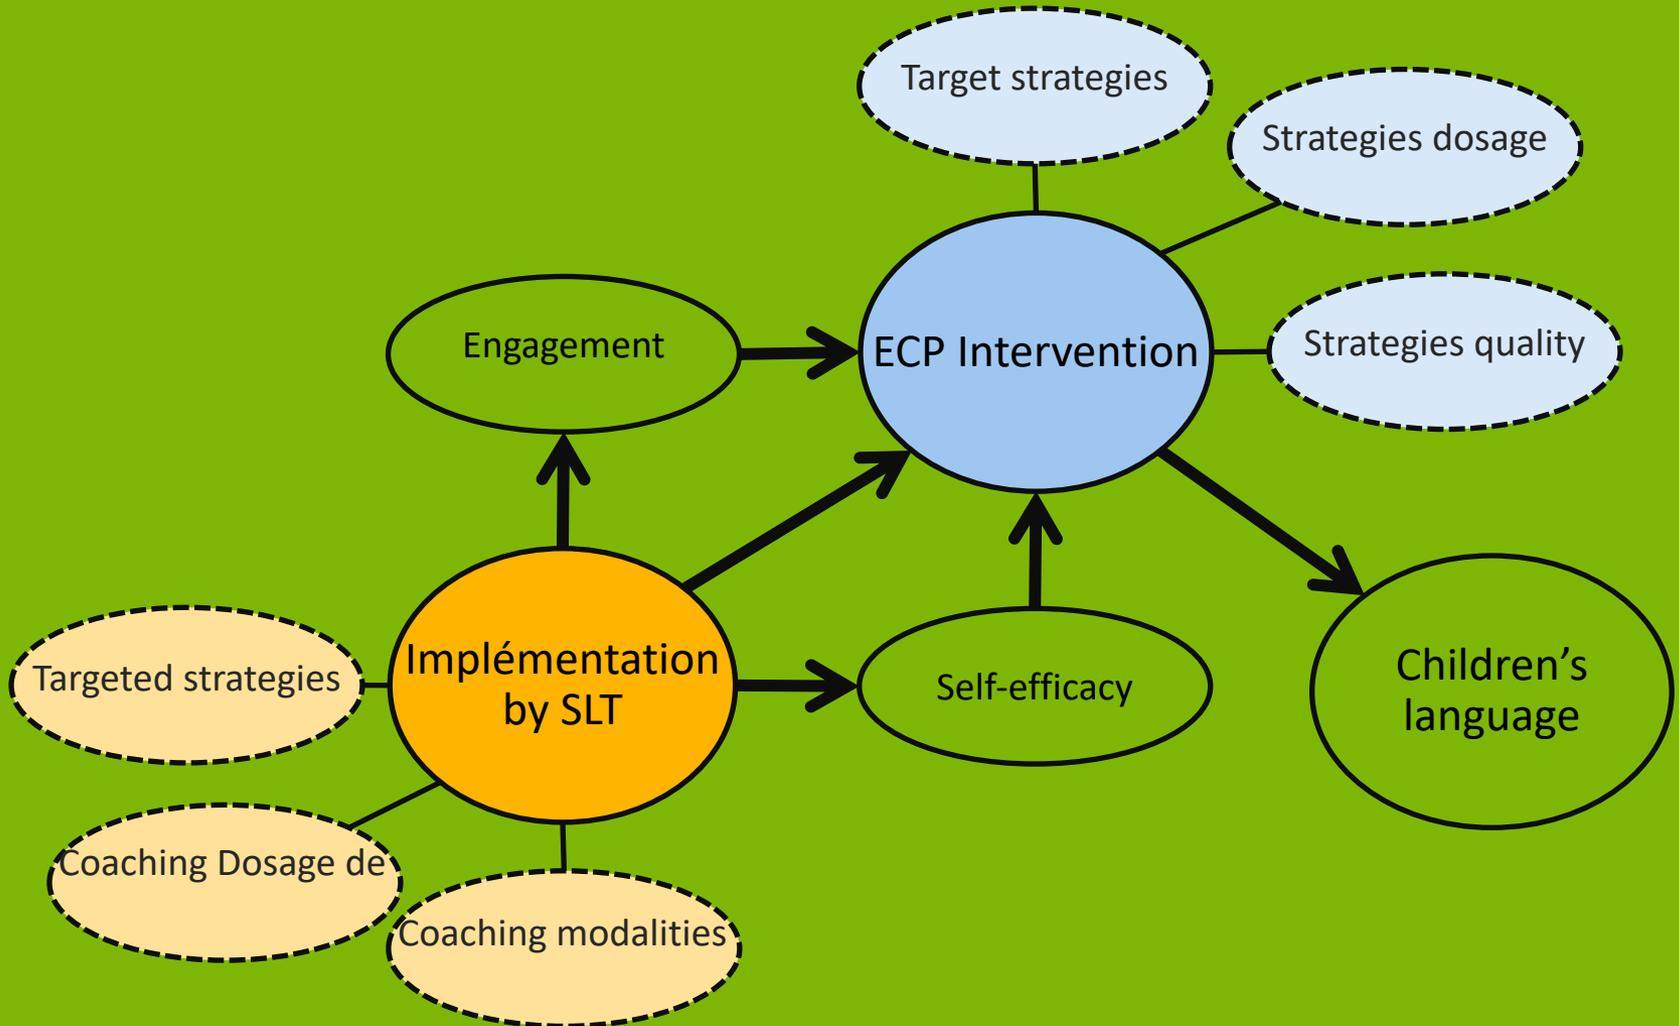 Target strategies
Strategies dosage
Engagement
ECP Intervention
Strategies quality
Targeted strategies
Implémentation
by SLT
Self-efficacy
Children’s
language
Coaching Dosage de
Coaching modalities